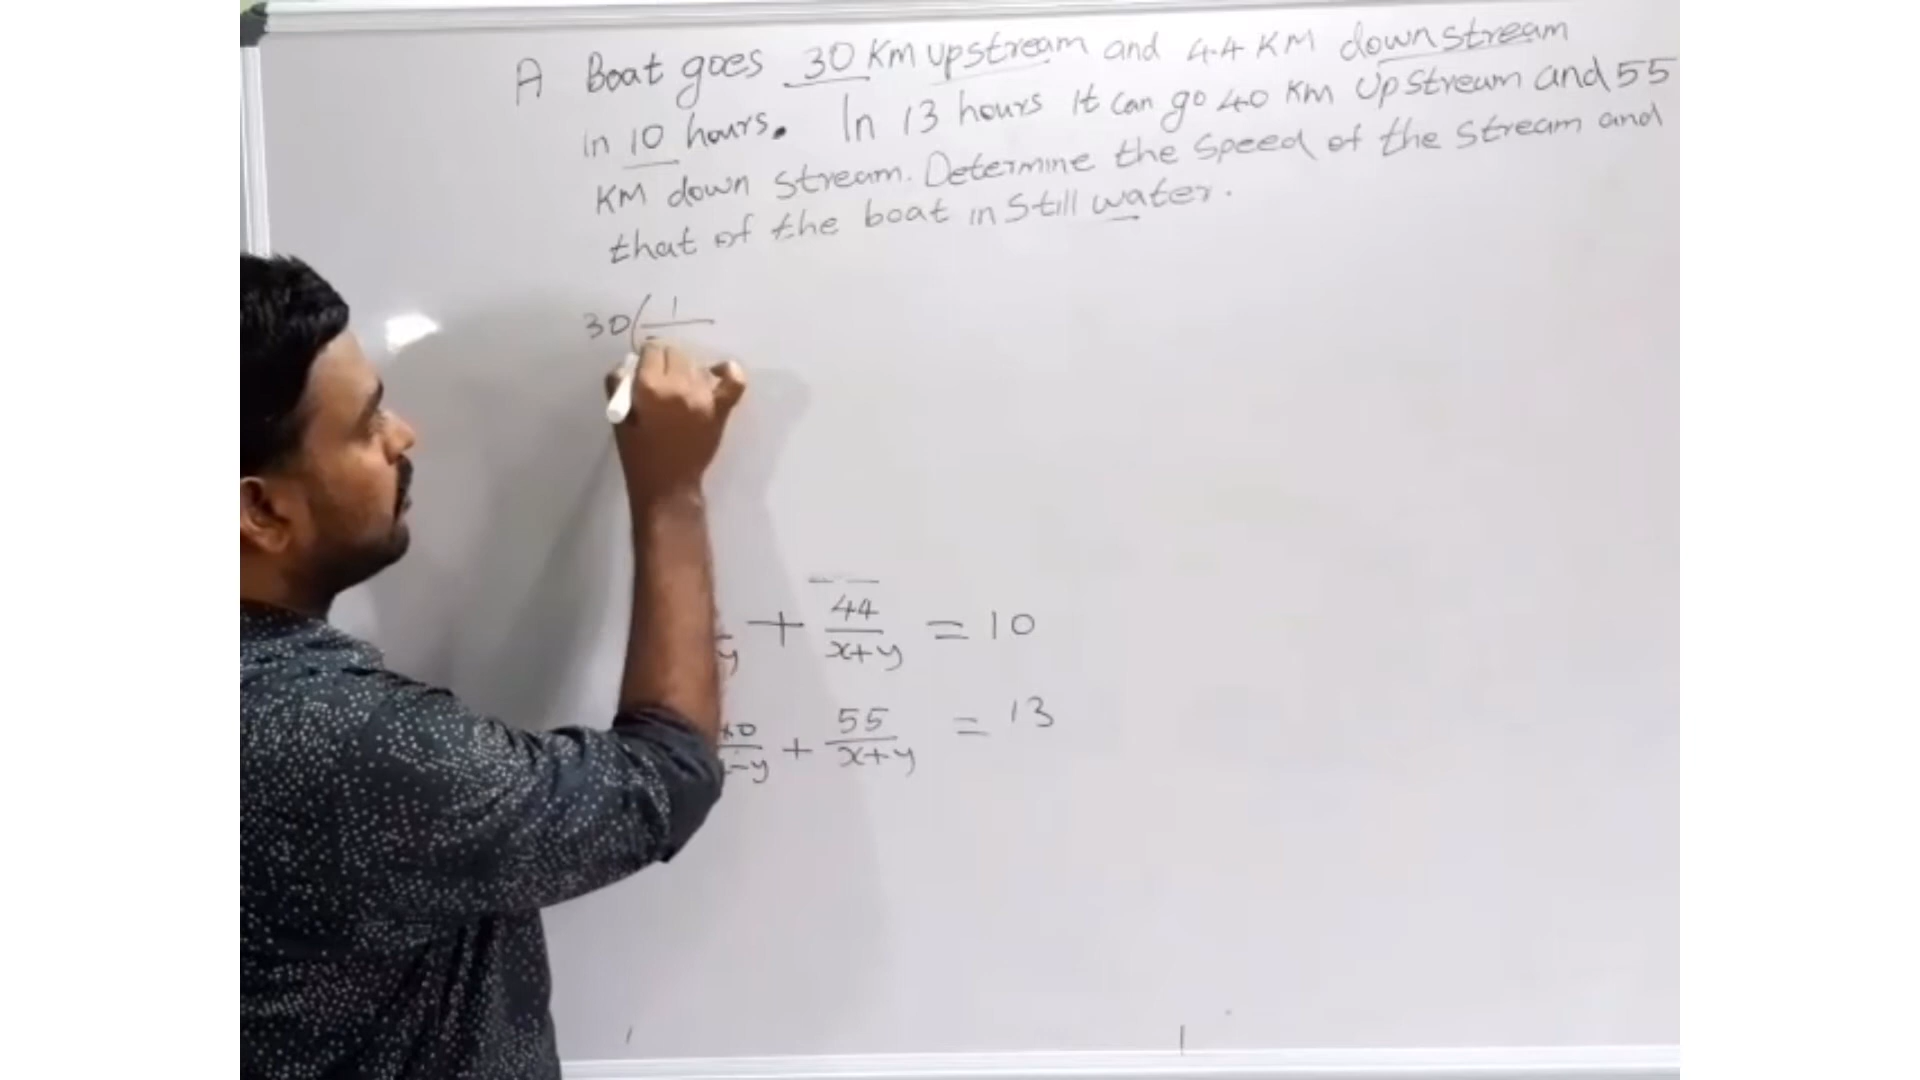 A Boat goes 30 KM upstream and 44 KM downstream
in 10 hours. In 13 hours It can go 40 KM Upstream and 55
KM down stream. Determine the Speed of the Stream and
that of the boat in Still water.
30(1
y + 44/x+y = 10
40/-y + 55/x+y = 13